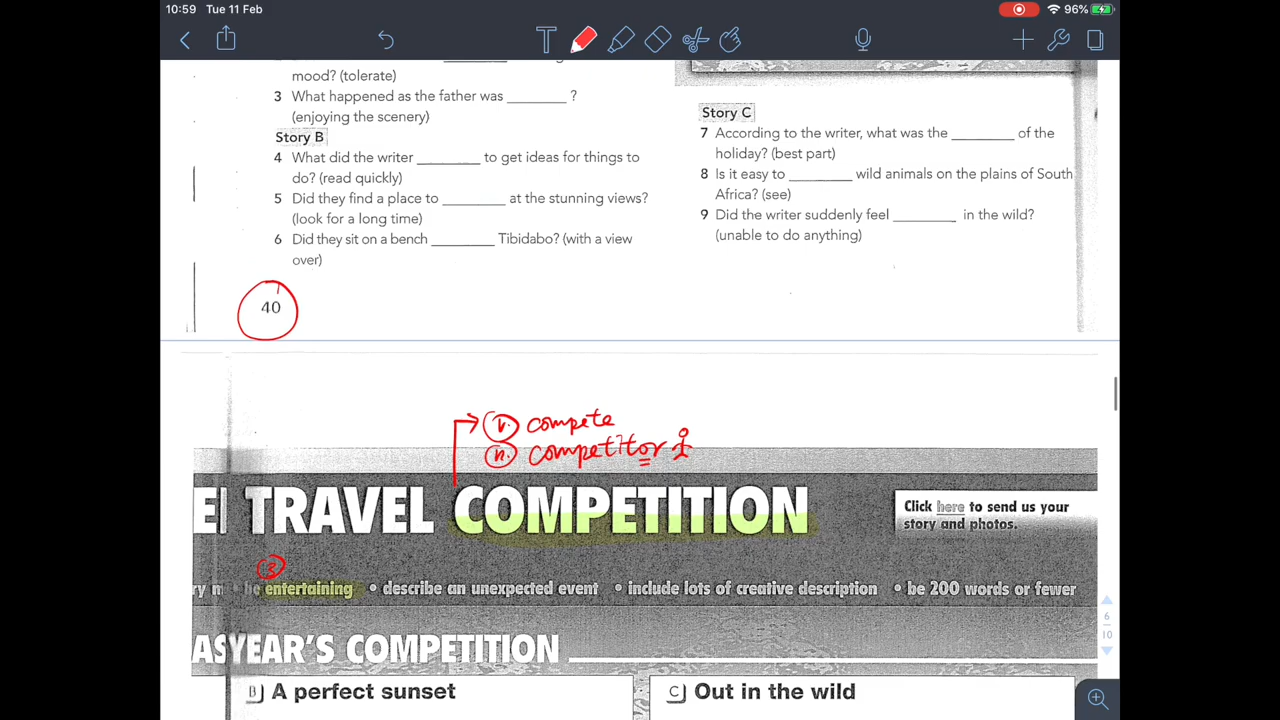 10:59 Tue 11 Feb
96%
T
mood? (tolerate)
3 What happened as the father was ________ ?
(enjoying the scenery)
Story B
4 What did the writer ________ to get ideas for things to
do? (read quickly)
5 Did they find a place to ________ at the stunning views?
(look for a long time)
6 Did they sit on a bench ________ Tibidabo? (with a view
over)
40
Story C
7 According to the writer, what was the ________ of the
holiday? (best part)
8 Is it easy to ________ wild animals on the plains of South
Africa? (see)
9 Did the writer suddenly feel ________ in the wild?
(unable to do anything)
v. compete
n. competitor
E TRAVEL COMPETITION
Click here to send us your
story and photos.
3
ry m • be entertaining • describe an unexpected event • include lots of creative description • be 200 words or fewer
AS YEAR'S COMPETITION
B A perfect sunset
C Out in the wild
6
10